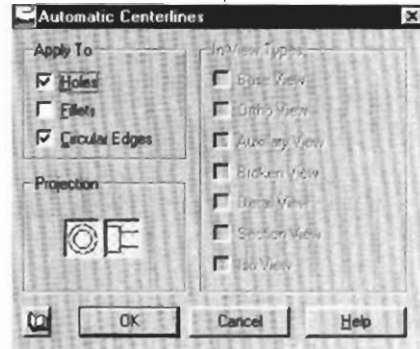 Automatic Centerlines
Apply To
Holes
Fillets
Circular Edges
Projection
In View Types
Base View
Ortho View
Auxiliary View
Broken View
Detail View
Section View
Iso View
OK
Cancel
Help